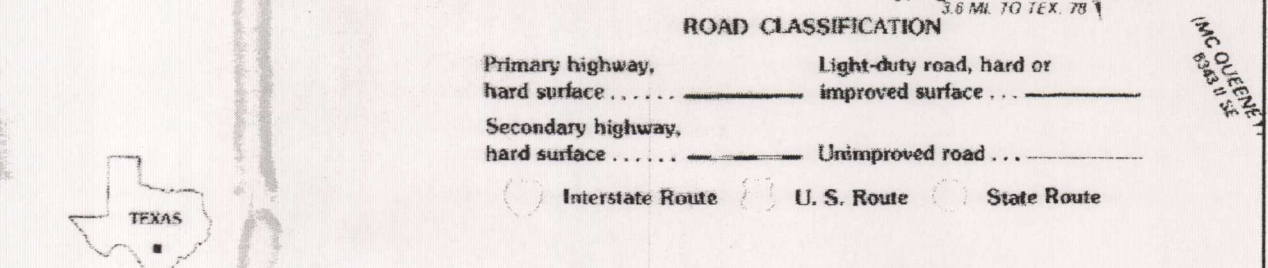 3.6 MI. TO TEX. 78
ROAD CLASSIFICATION
Primary highway,
hard surface ......
Light-duty road, hard or
improved surface ...
Secondary highway,
hard surface ......
Unimproved road ...
Interstate Route
U. S. Route
State Route
TEXAS
(MC QUEENEY)
6343 II SE